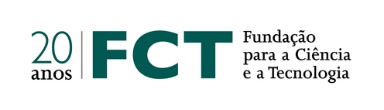 20 anos
FCT
Fundação
para a Ciência
e a Tecnologia